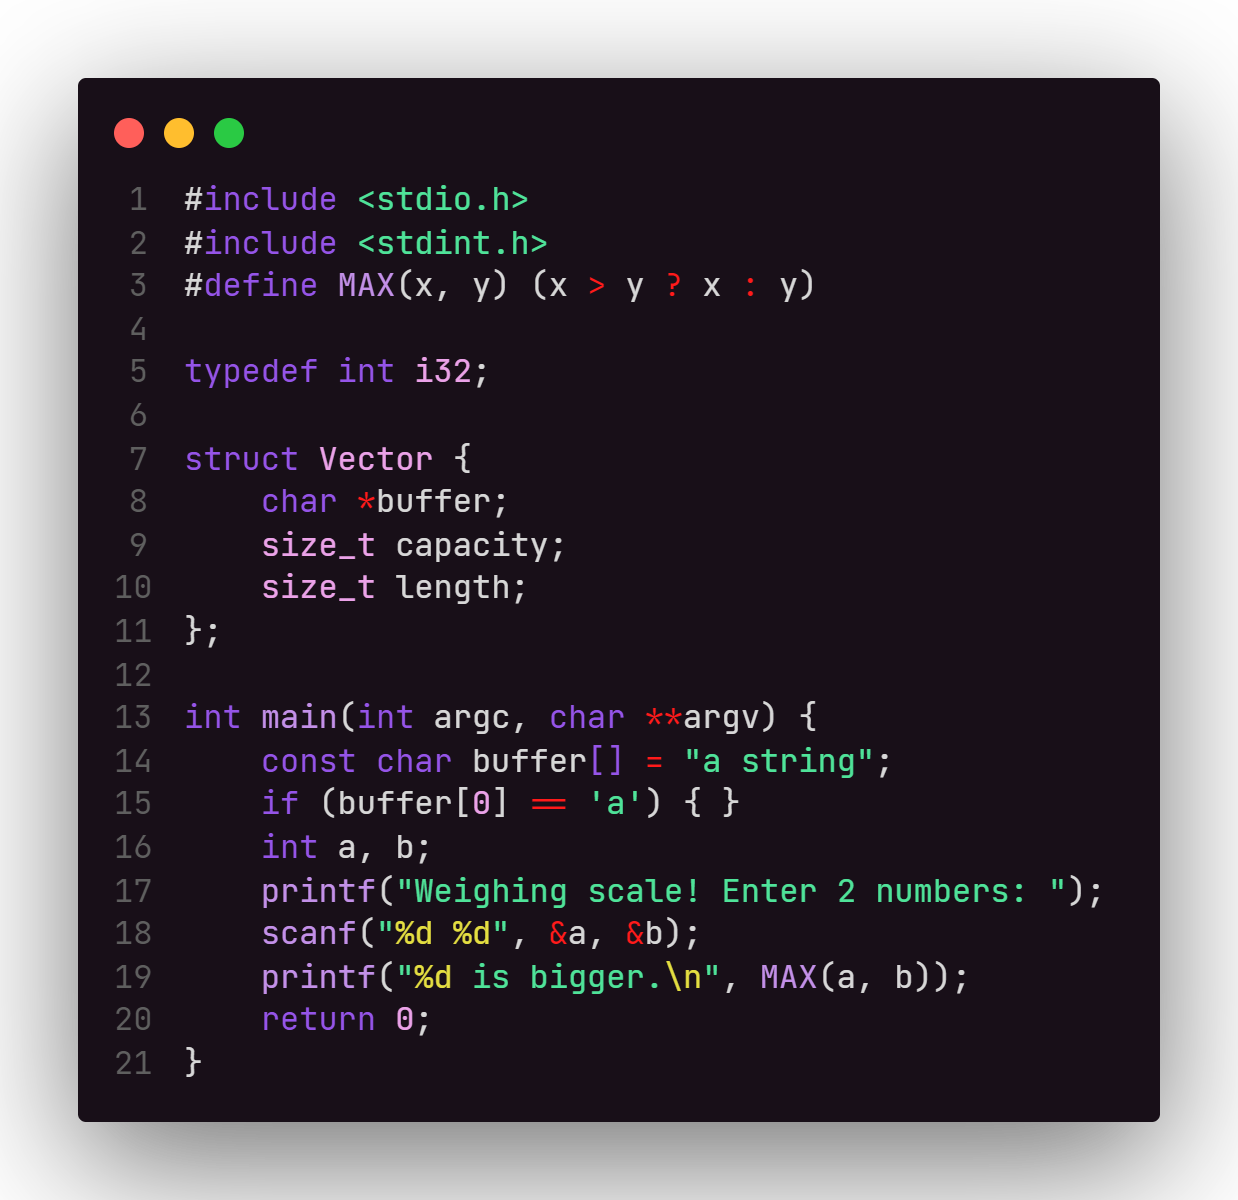 1 #include <stdio.h>
2 #include <stdint.h>
3 #define MAX(x, y) (x > y ? x : y)
4
5 typedef int i32;
6
7 struct Vector {
8     char *buffer;
9     size_t capacity;
10     size_t length;
11 };
12
13 int main(int argc, char **argv) {
14     const char buffer[] = "a string";
15     if (buffer[0] == 'a') { }
16     int a, b;
17     printf("Weighing scale! Enter 2 numbers: ");
18     scanf("%d %d", &a, &b);
19     printf("%d is bigger.\n", MAX(a, b));
20     return 0;
21 }